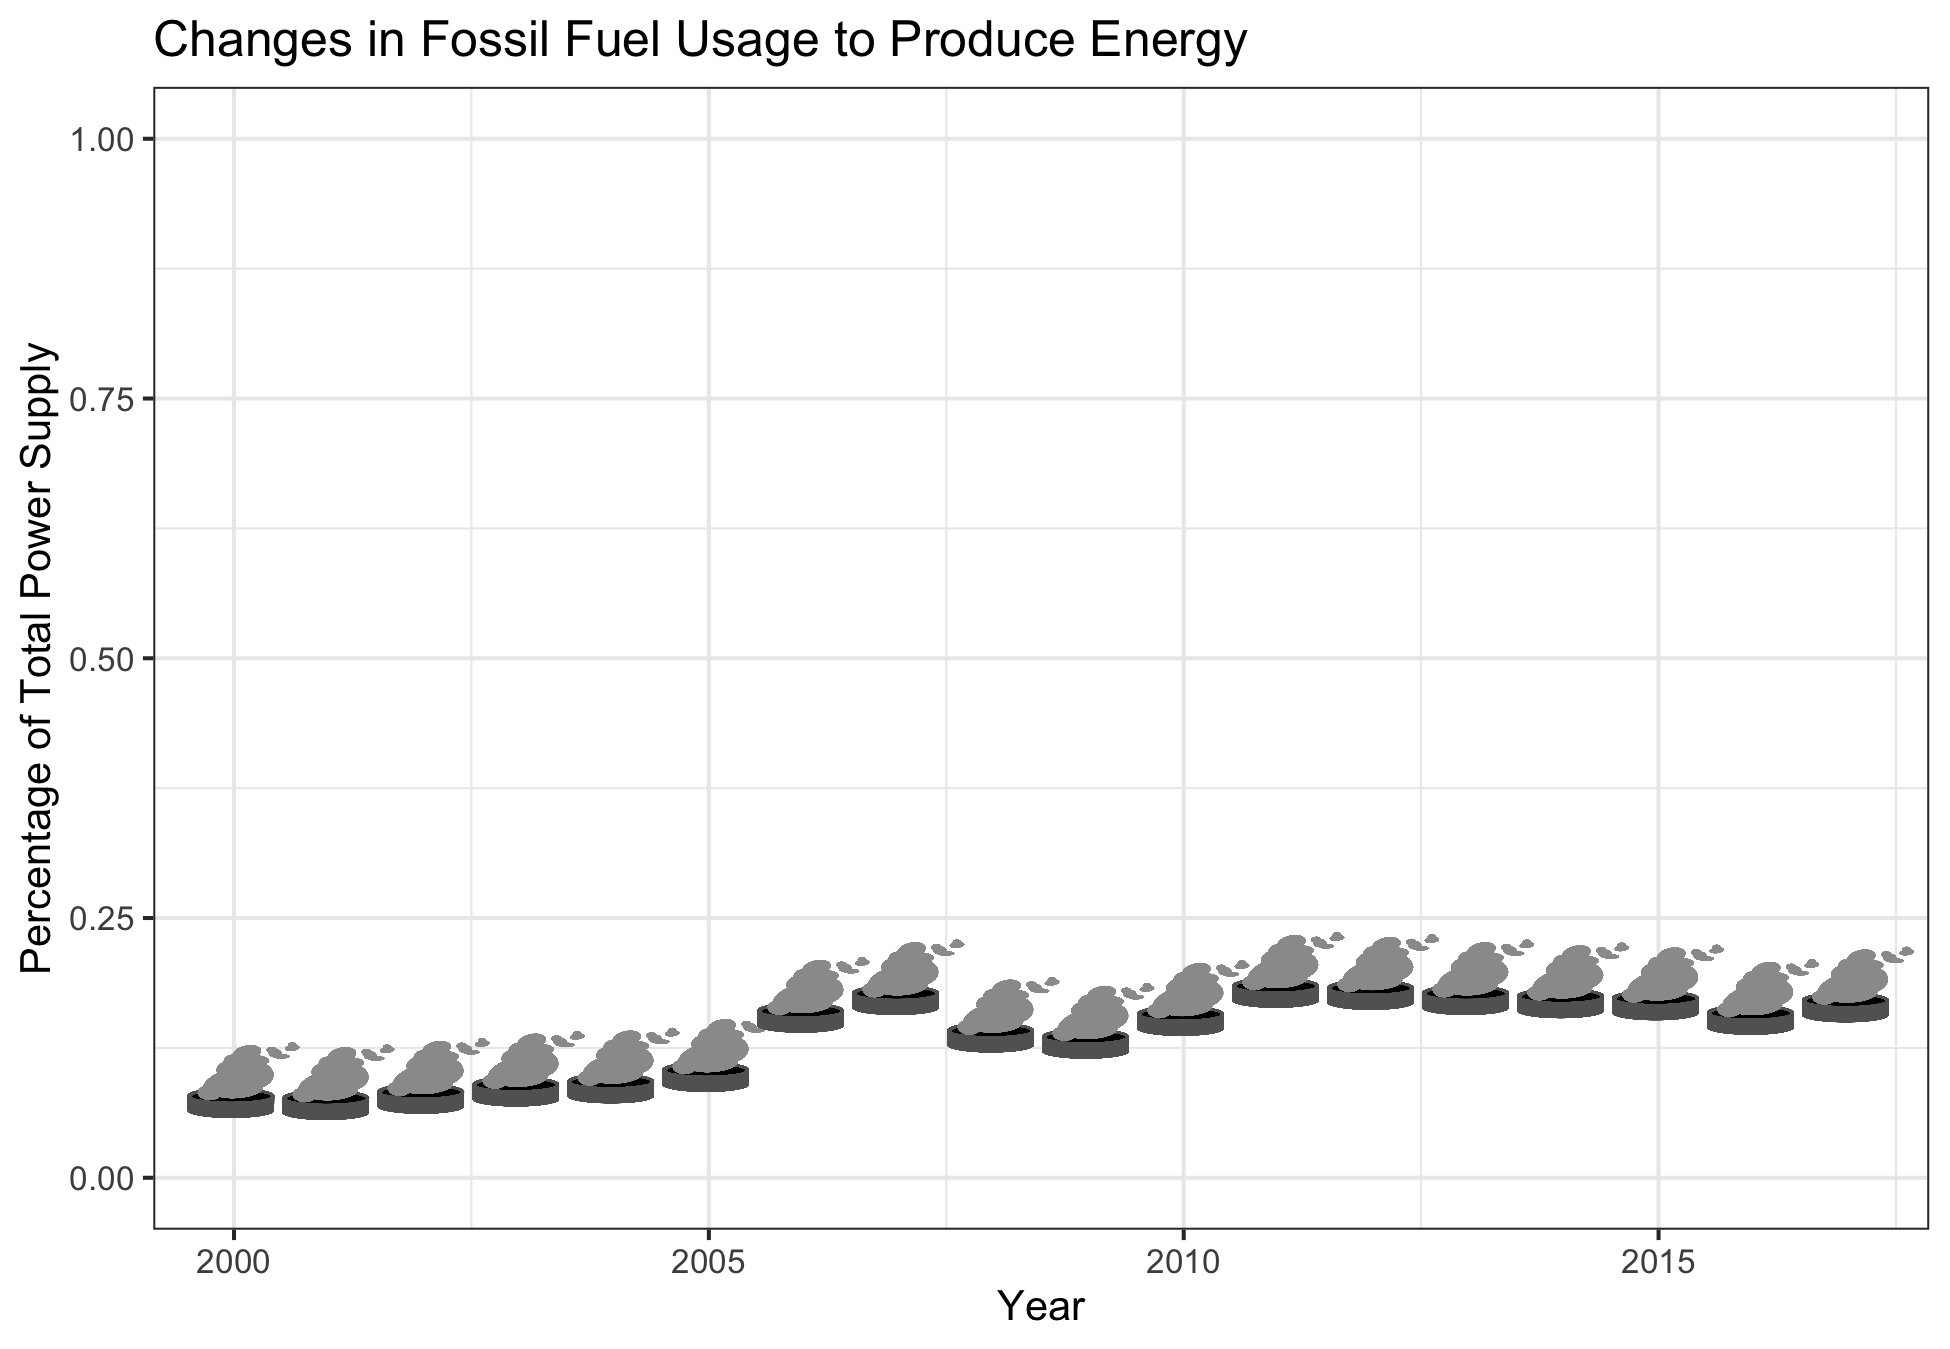 Changes in Fossil Fuel Usage to Produce Energy
Percentage of Total Power Supply
1.00
0.75
0.50
0.25
0.00
2000 2005 2010 2015
Year